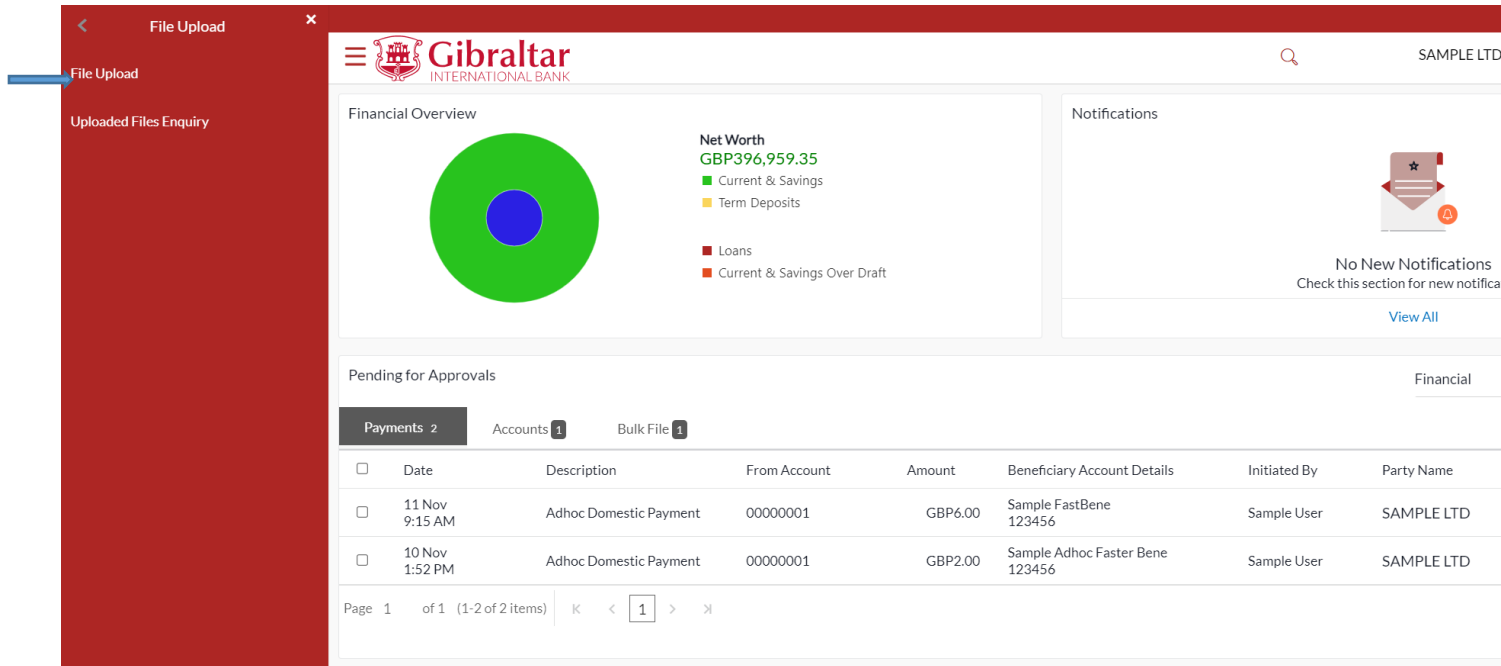 File Upload
File Upload
Uploaded Files Enquiry
Gibraltar
INTERNATIONAL BANK
SAMPLE LTD
Financial Overview
Net Worth
GBP396,959.35
Current & Savings
Term Deposits
Loans
Current & Savings Over Draft
Notifications
No New Notifications
Check this section for new notifica
View All
Pending for Approvals
Financial
Payments 2 Accounts 1 Bulk File 1
Date Description From Account Amount Beneficiary Account Details Initiated By Party Name
11 Nov
9:15 AM
Adhoc Domestic Payment 00000001 GBP6.00
Sample FastBene
123456
Sample User SAMPLE LTD
10 Nov
1:52 PM
Adhoc Domestic Payment 00000001 GBP2.00
Sample Adhoc Faster Bene
123456
Sample User SAMPLE LTD
Page 1 of 1 (1-2 of 2 items) K < 1 > >|